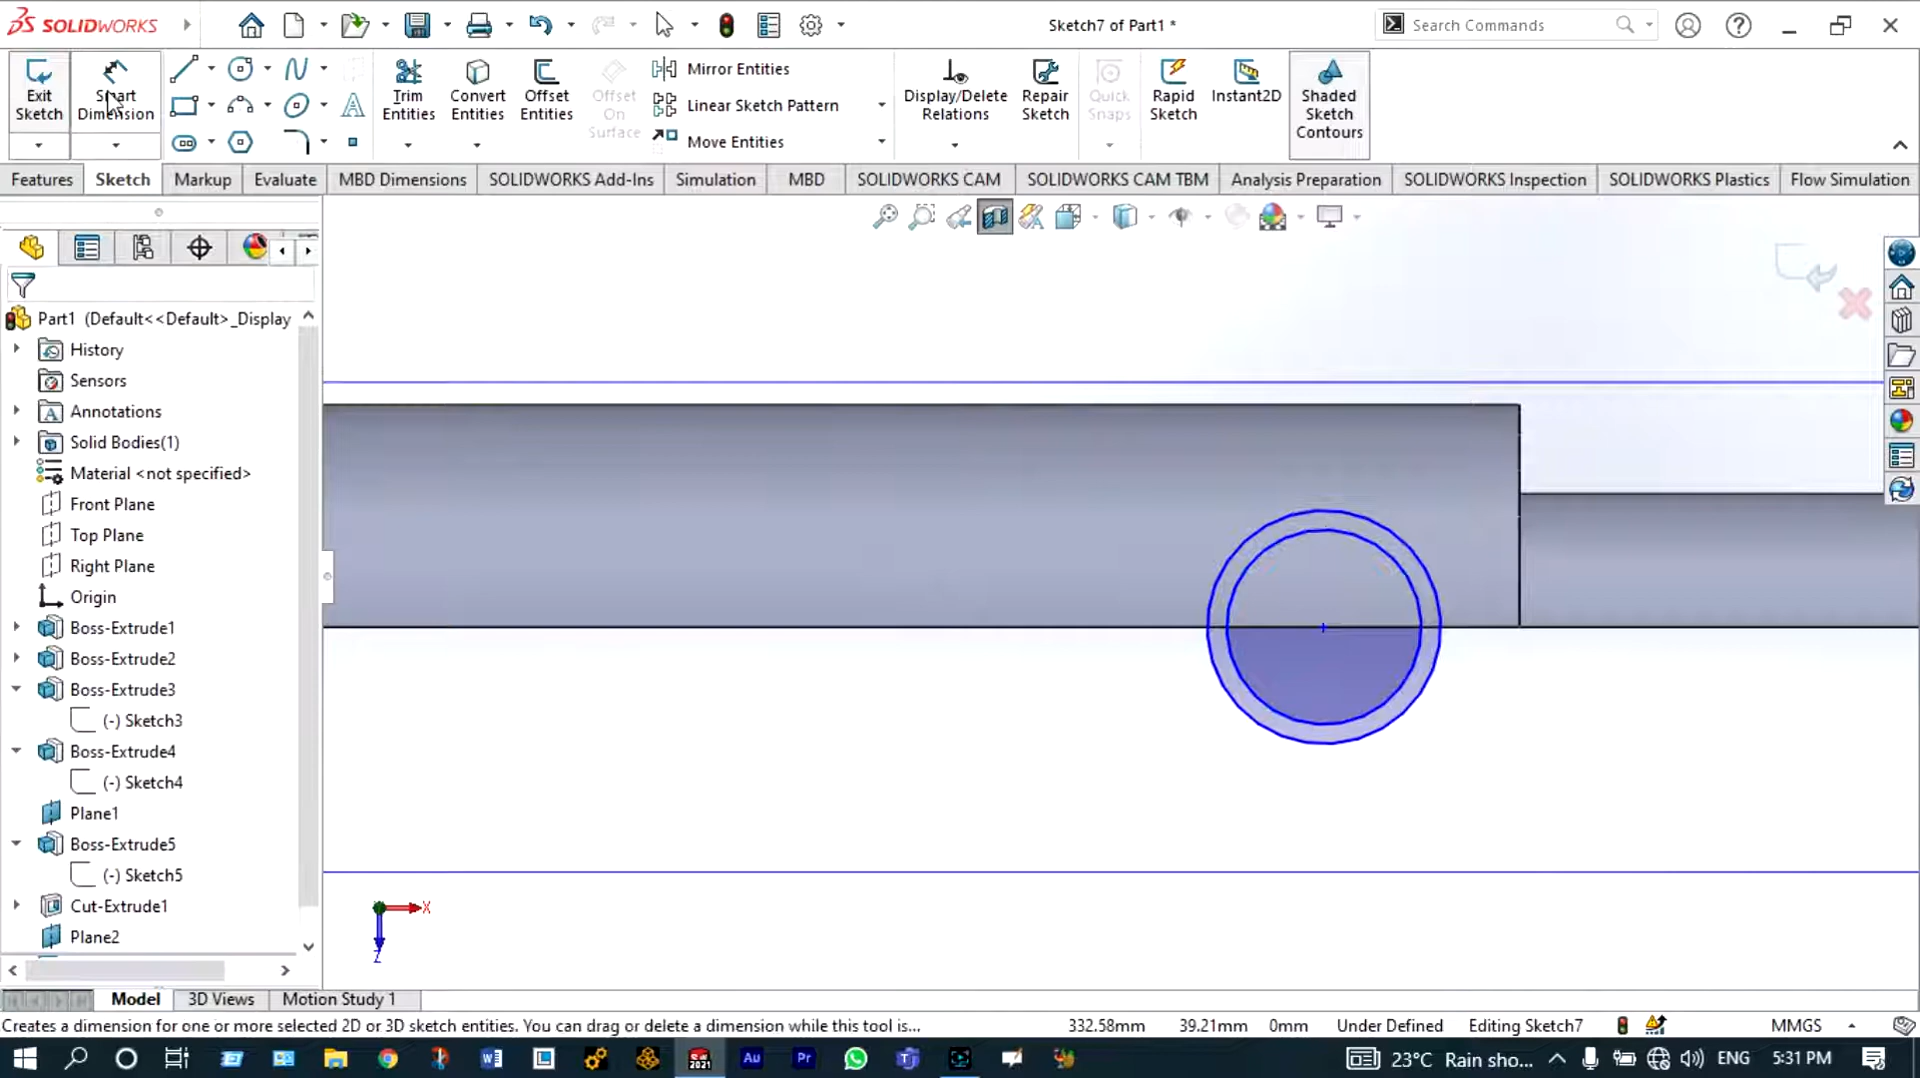 SOLIDWORKS
Sketch7 of Part1 *
Search Commands
Exit Sketch
Smart Dimension
Trim Entities
Convert Entities
Offset Entities
Offset On Surface
Mirror Entities
Linear Sketch Pattern
Move Entities
Display/Delete Relations
Repair Sketch
Quick Snaps
Rapid Sketch
Instant2D
Shaded Sketch Contours
Features
Sketch
Markup
Evaluate
MBD Dimensions
SOLIDWORKS Add-Ins
Simulation
MBD
SOLIDWORKS CAM
SOLIDWORKS CAM TBM
Analysis Preparation
SOLIDWORKS Inspection
SOLIDWORKS Plastics
Flow Simulation
Part1 (Default<<Default>_Display
History
Sensors
Annotations
Solid Bodies(1)
Material <not specified>
Front Plane
Top Plane
Right Plane
Origin
Boss-Extrude1
Boss-Extrude2
Boss-Extrude3
(-) Sketch3
Boss-Extrude4
(-) Sketch4
Plane1
Boss-Extrude5
(-) Sketch5
Cut-Extrude1
Plane2
X
Z
Model
3D Views
Motion Study 1
Creates a dimension for one or more selected 2D or 3D sketch entities. You can drag or delete a dimension while this tool is...
332.58mm
39.21mm
0mm
Under Defined
Editing Sketch7
MMGS
23°C Rain sho...
ENG
5:31 PM